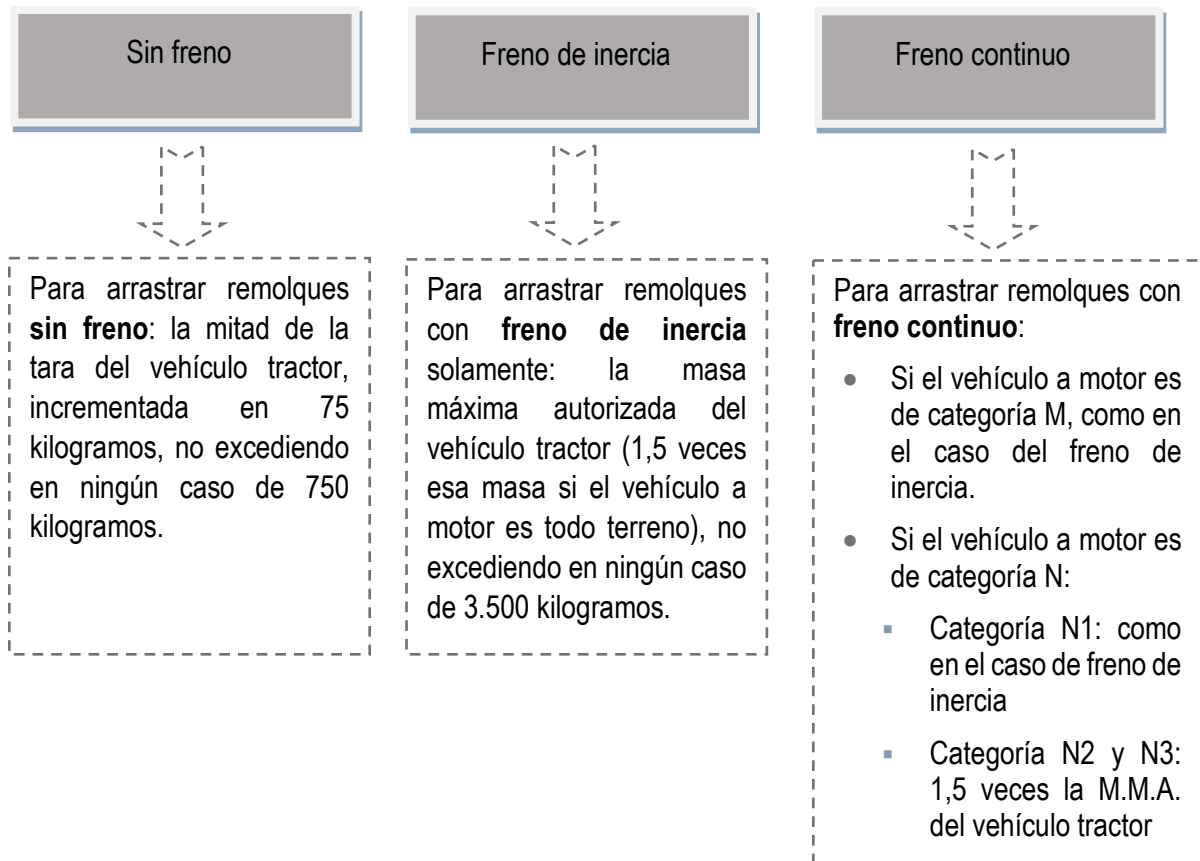 Sin freno
Para arrastrar remolques
sin freno: la mitad de la
tara del vehículo tractor,
incrementada en 75
kilogramos, no excediendo
en ningún caso de 750
kilogramos.
Freno de inercia
Para arrastrar remolques
con freno de inercia
solamente: la masa
máxima autorizada del
vehículo tractor (1,5 veces
esa masa si el vehículo a
motor es todo terreno), no
excediendo en ningún caso
de 3.500 kilogramos.
Freno continuo
Para arrastrar remolques con
freno continuo:
● Si el vehículo a motor es
de categoría M, como en
el caso del freno de
inercia.
● Si el vehículo a motor es
de categoría N:
▪ Categoría N1: como
en el caso de freno de
inercia
▪ Categoría N2 y N3:
1,5 veces la M.M.A.
del vehículo tractor